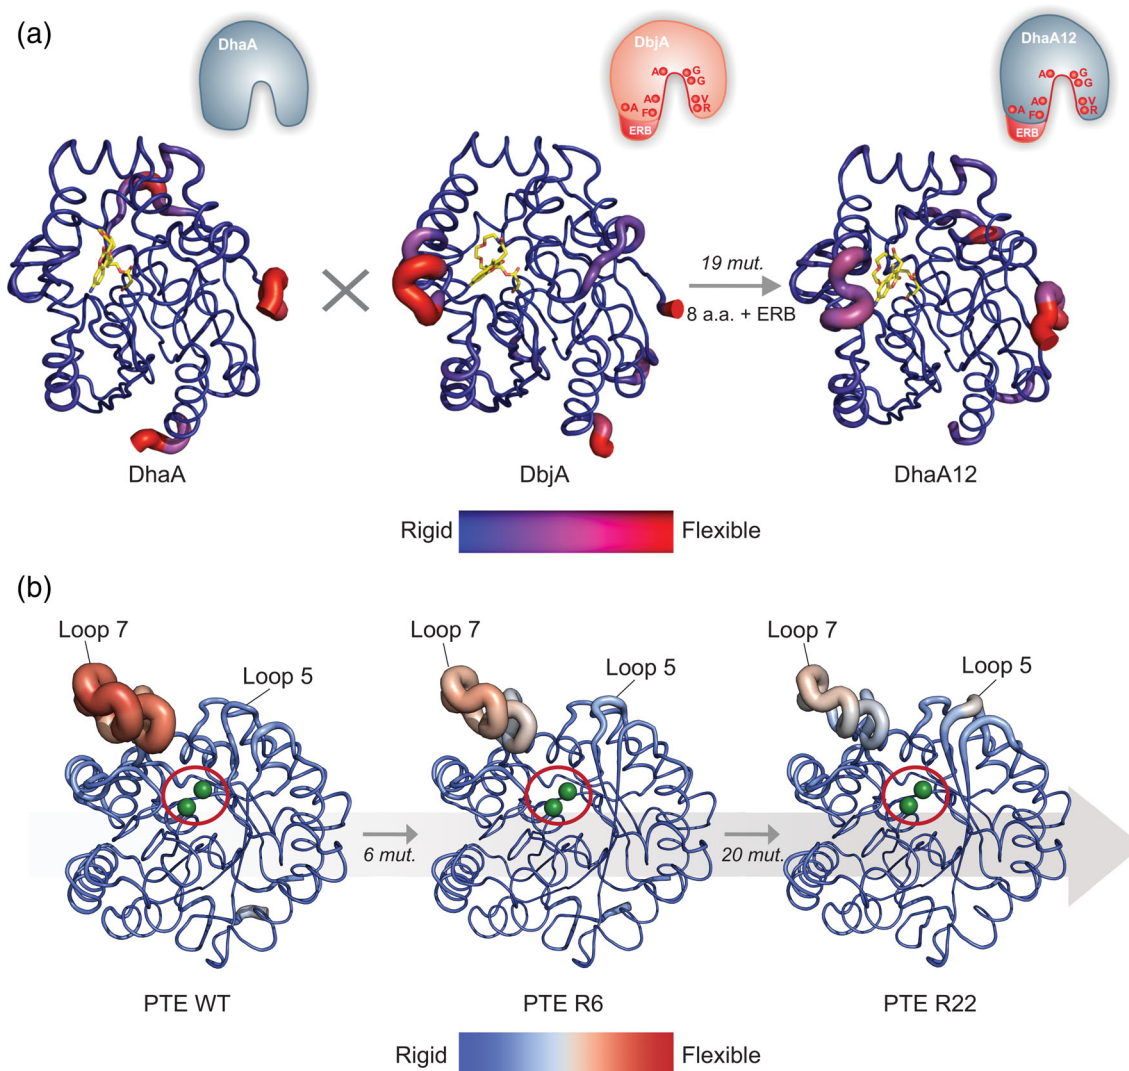 (a)
DhaA
DbjA
A
G
G
A
A
F
V
R
ERB
DhaA12
A
G
G
A
A
F
V
R
ERB
19 mut.
8 a.a. + ERB
DhaA
DbjA
DhaA12
Rigid
Flexible
(b)
Loop 7
Loop 5
Loop 7
Loop 5
Loop 7
Loop 5
6 mut.
20 mut.
PTE WT
PTE R6
PTE R22
Rigid
Flexible